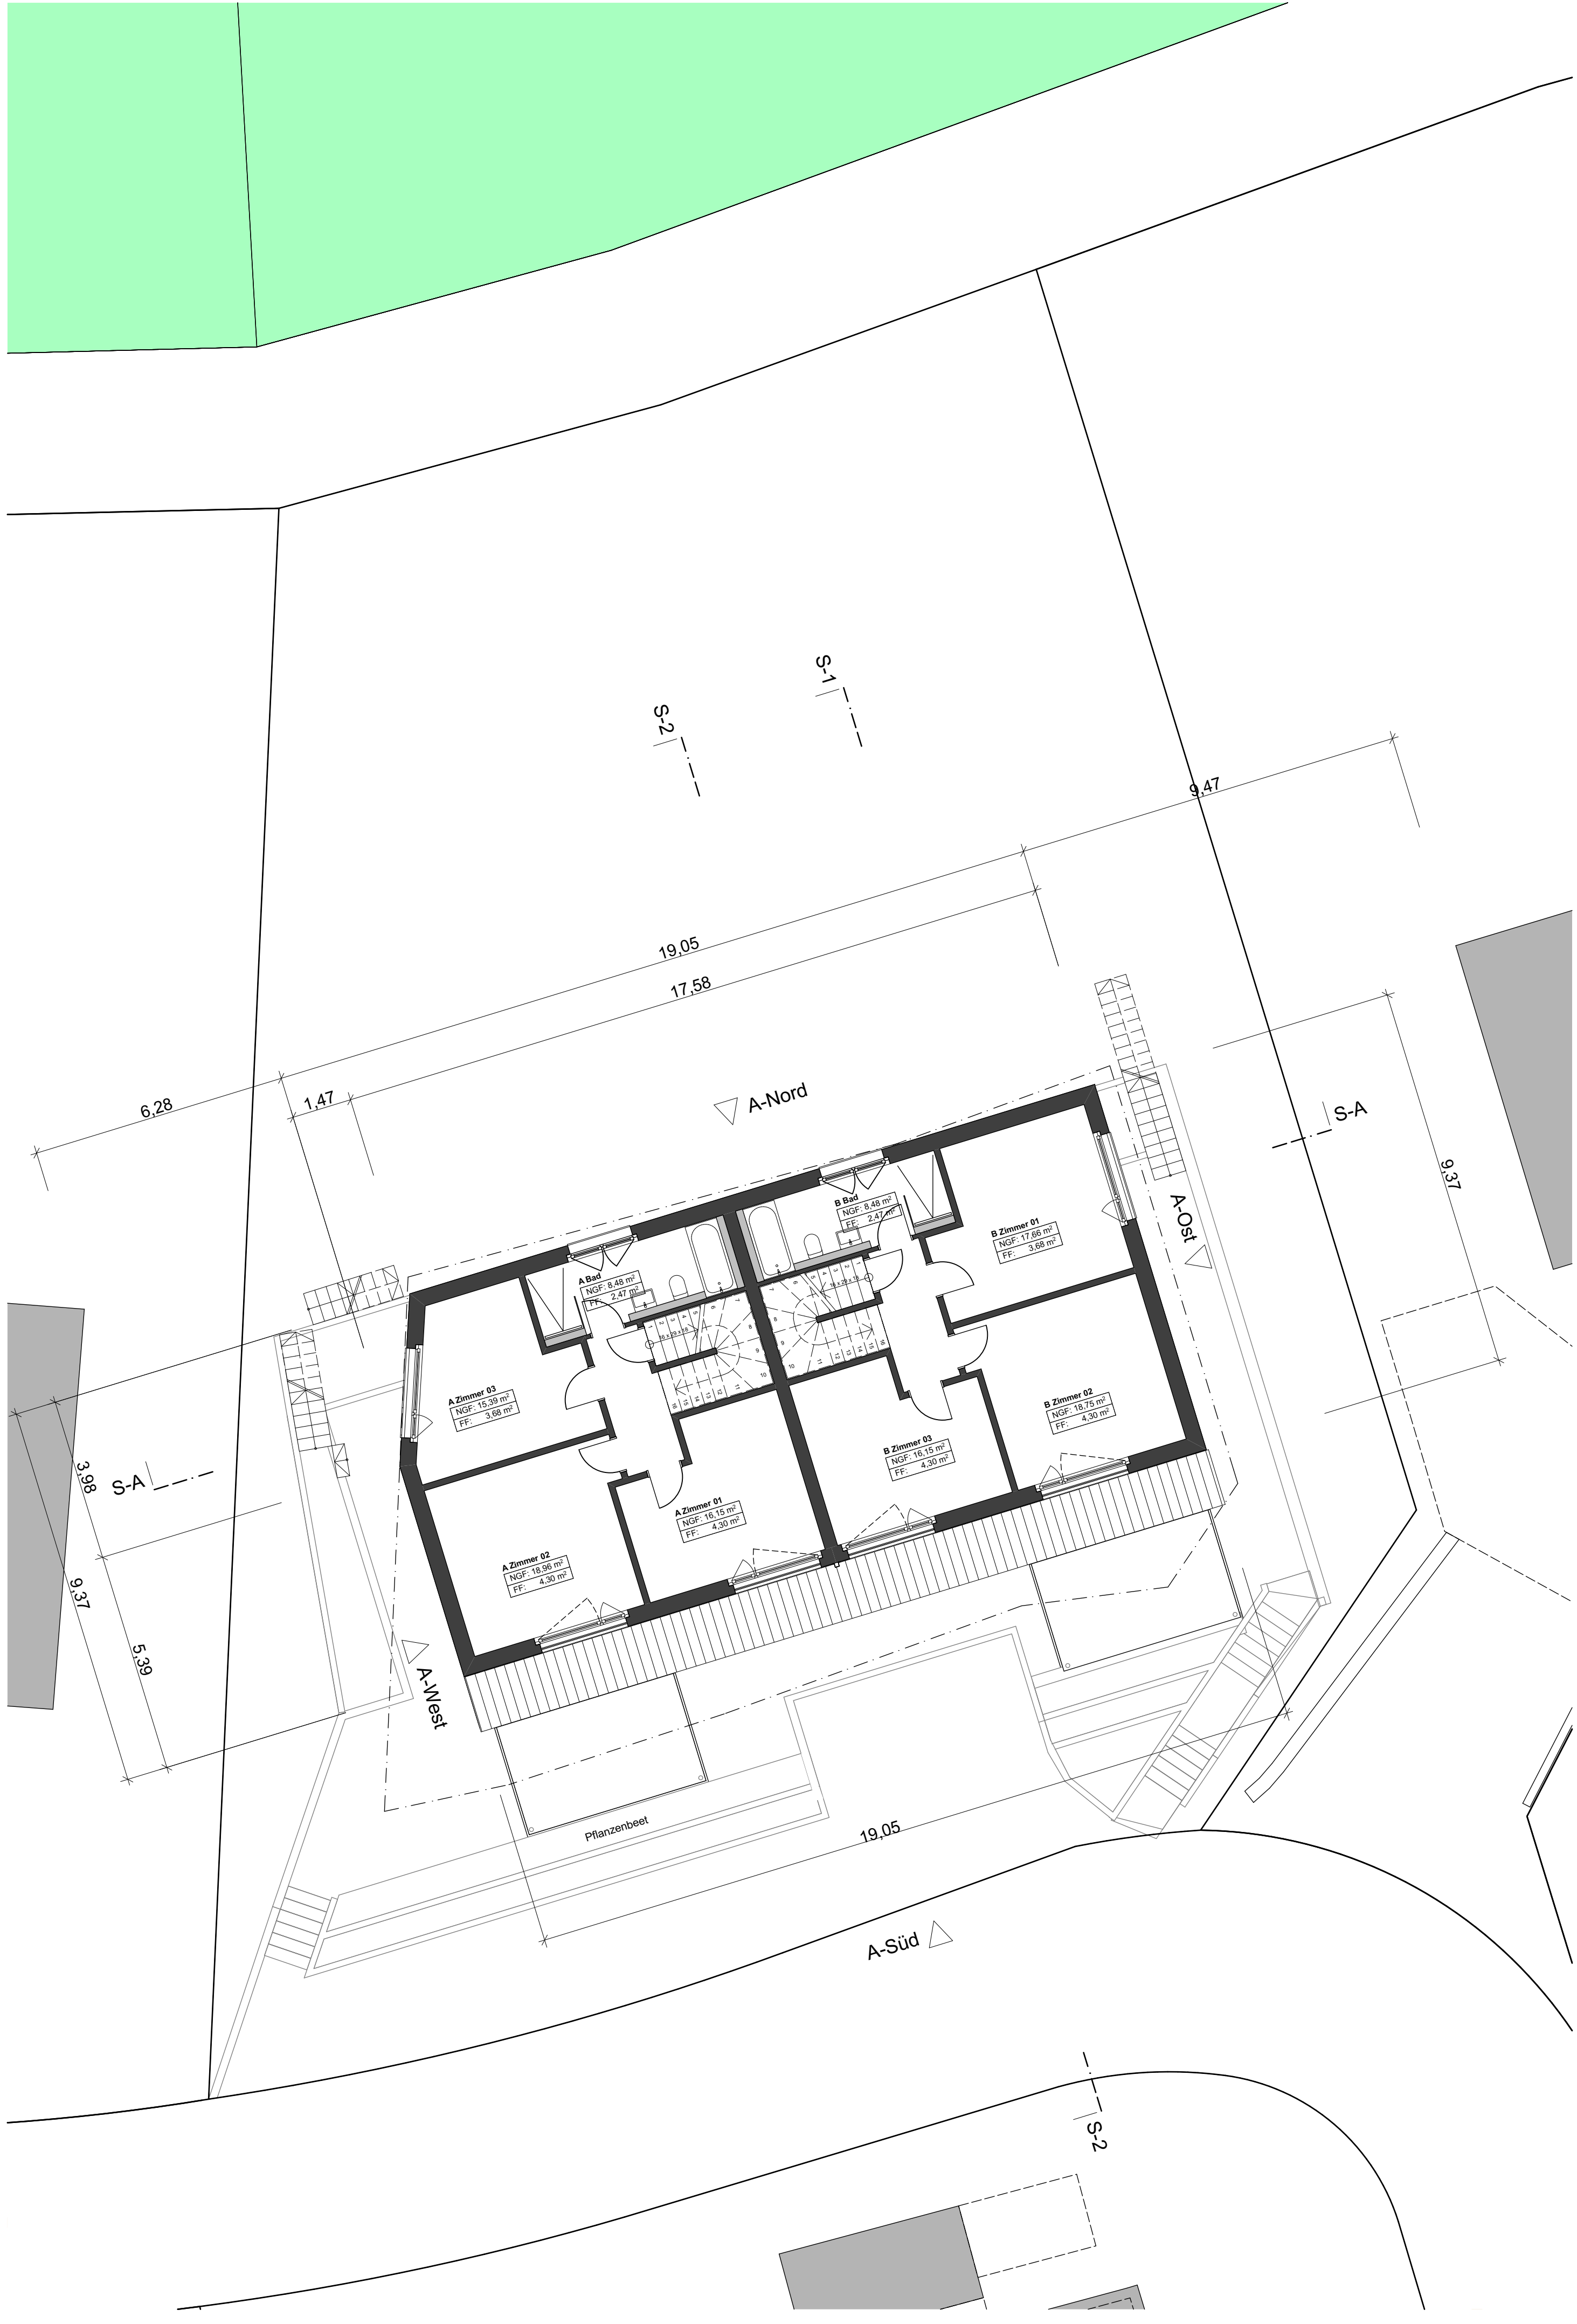 S-1
S-2
9,47
19,05
17,58
6,28
1,47
A-Nord
S-A
9,37
A-Ost
B Bad
NGF: 8,48 m²
FF: 2,47 m²
B Zimmer 01
NGF: 17,66 m²
FF: 3,68 m²
A Bad
NGF: 8,48 m²
FF: 2,47 m²
A Zimmer 03
NGF: 15,39 m²
FF: 3,68 m²
B Zimmer 02
NGF: 18,75 m²
FF: 4,30 m²
B Zimmer 03
NGF: 16,15 m²
FF: 4,30 m²
3,98
S-A
A Zimmer 01
NGF: 16,15 m²
FF: 4,30 m²
A Zimmer 02
NGF: 18,96 m²
FF: 4,30 m²
9,37
5,39
A-West
Pflanzenbeet
19,05
A-Süd
S-2